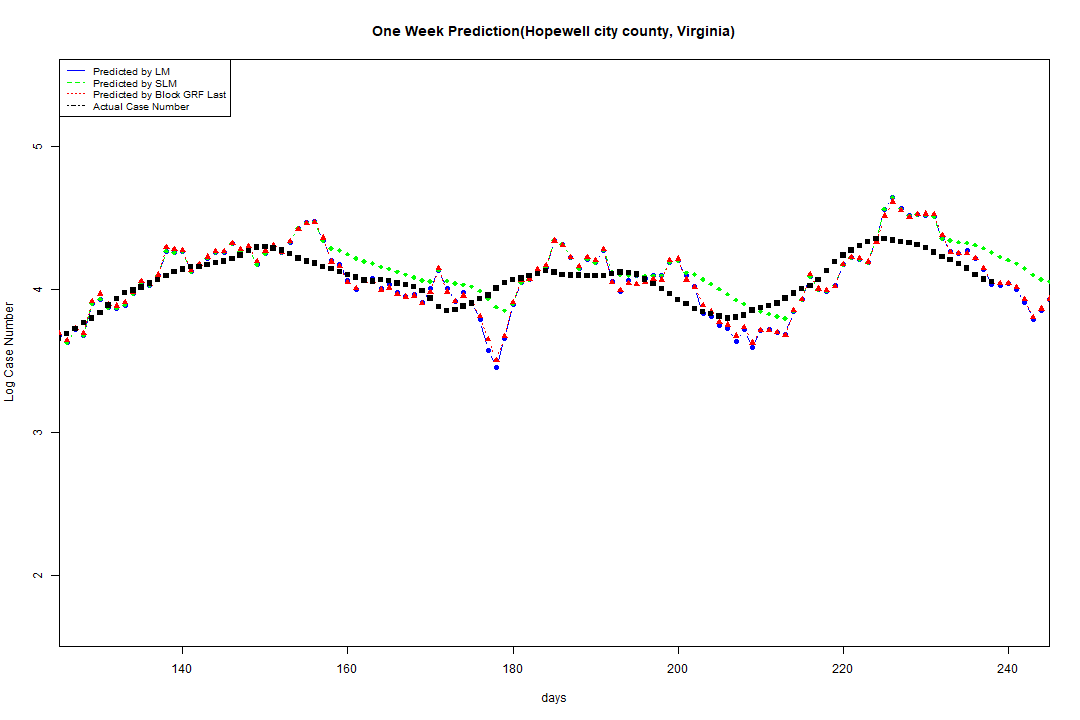 One Week Prediction(Hopewell city county, Virginia)
Predicted by LM
Predicted by SLM
Predicted by Block GRF Last
Actual Case Number
5
4
3
2
Log Case Number
140 160 180 200 220 240
days